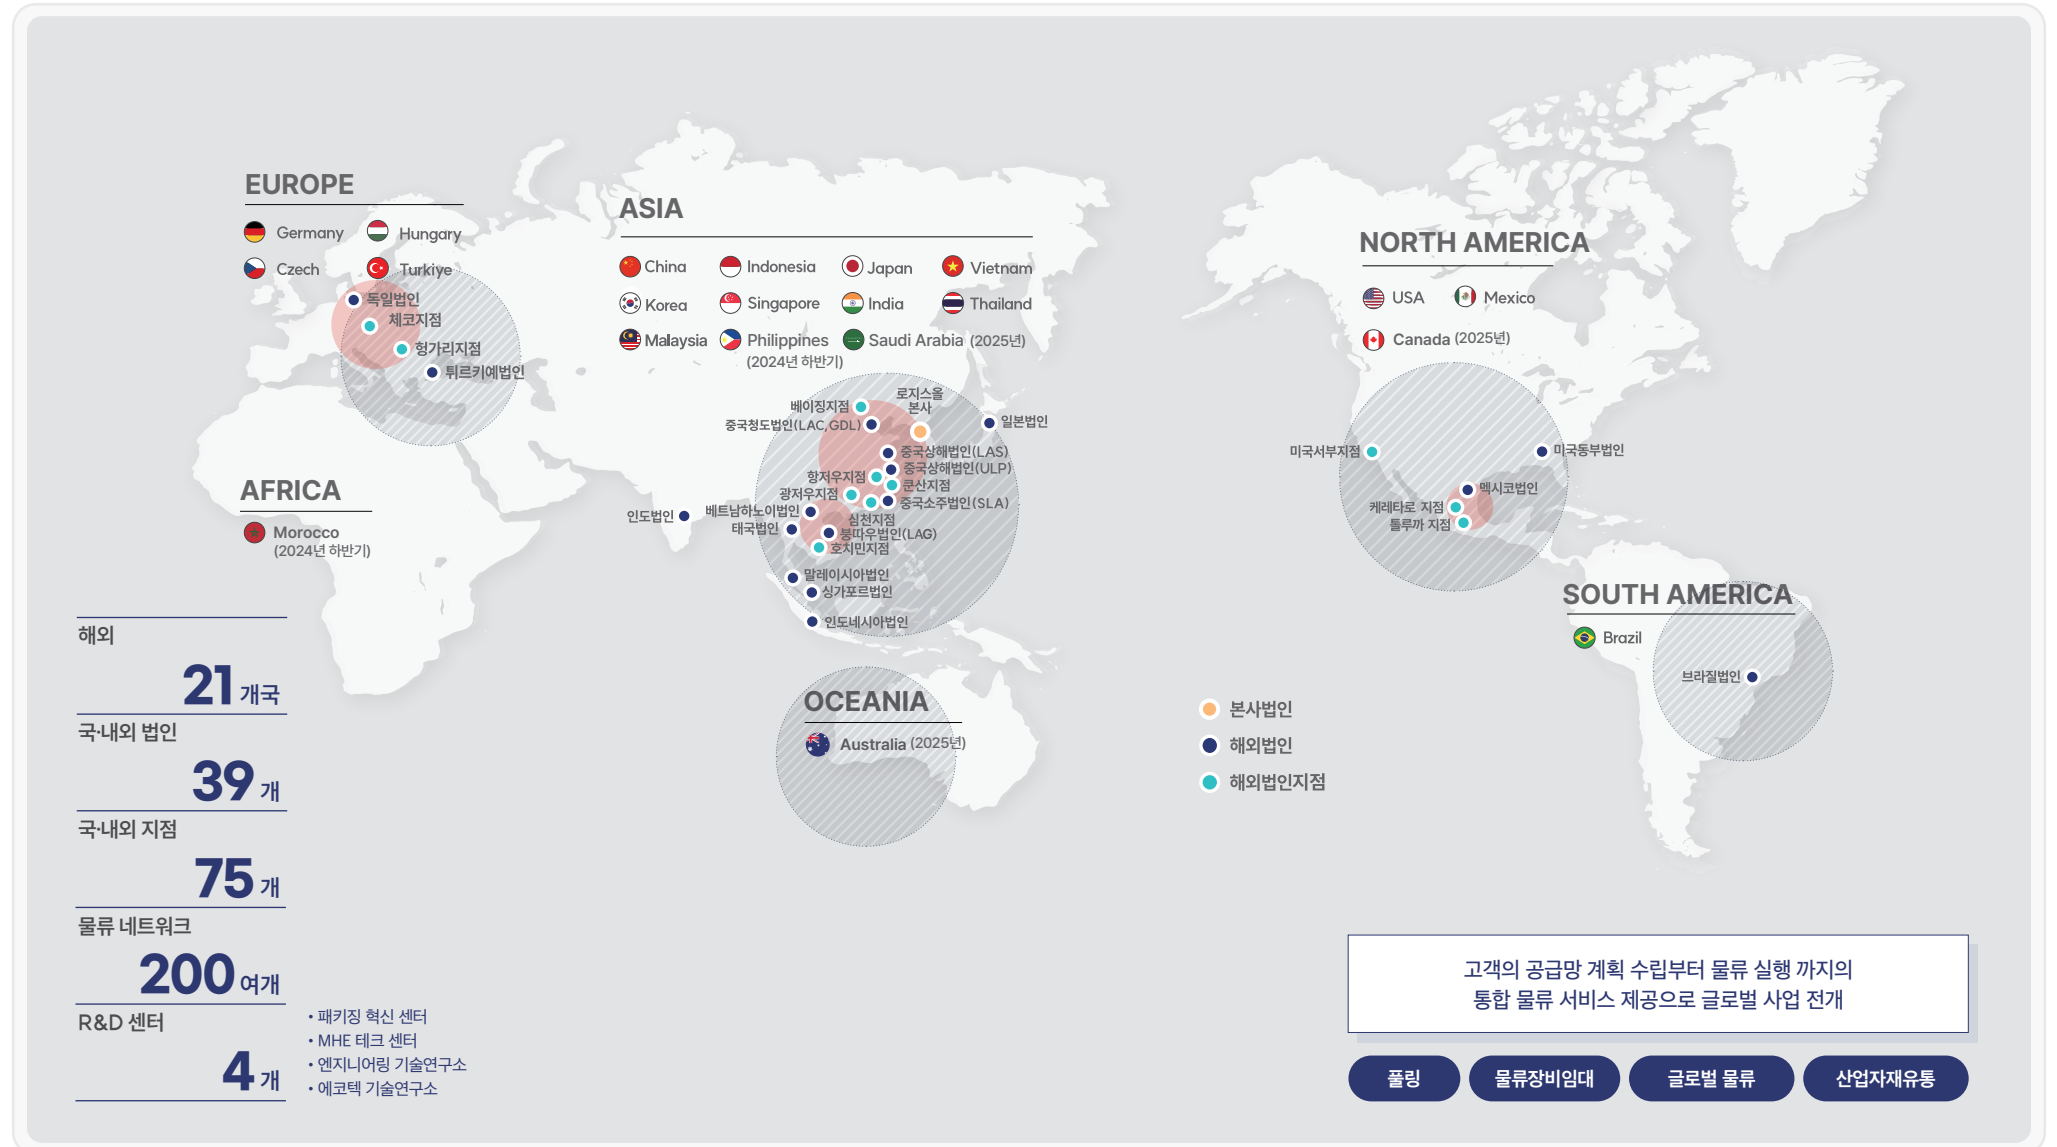 EUROPE
Germany
Hungary
Czech
Turkiye
독일법인
체코지점
헝가리지점
튀르키예법인
AFRICA
Morocco
(2024년 하반기)
ASIA
China
Indonesia
Japan
Vietnam
Korea
Singapore
India
Thailand
Malaysia
Philippines
(2024년 하반기)
Saudi Arabia (2025년)
로지스올
본사
베이징지점
중국청도법인(LAC,GDL)
일본법인
중국상해법인(LAS)
중국상해법인(ULP)
항저우지점
쿤산지점
광저우지점
중국소주법인(SLA)
심천지점
베트남하노이법인
인도법인
태국법인
붕따우법인(LAG)
호치민지점
말레이시아법인
싱가포르법인
인도네시아법인
OCEANIA
Australia (2025년)
NORTH AMERICA
USA
Mexico
Canada (2025년)
미국서부지점
미국동부법인
멕시코법인
케레타로 지점
톨루까 지점
SOUTH AMERICA
Brazil
브라질법인
본사법인
해외법인
해외법인지점
해외
21 개국
국·내외 법인
39 개
국·내외 지점
75 개
물류 네트워크
200 여개
R&D 센터
4 개
• 패키징 혁신 센터
• MHE 테크 센터
• 엔지니어링 기술연구소
• 에코텍 기술연구소
고객의 공급망 계획 수립부터 물류 실행 까지의
통합 물류 서비스 제공으로 글로벌 사업 전개
풀링
물류장비임대
글로벌 물류
산업자재유통